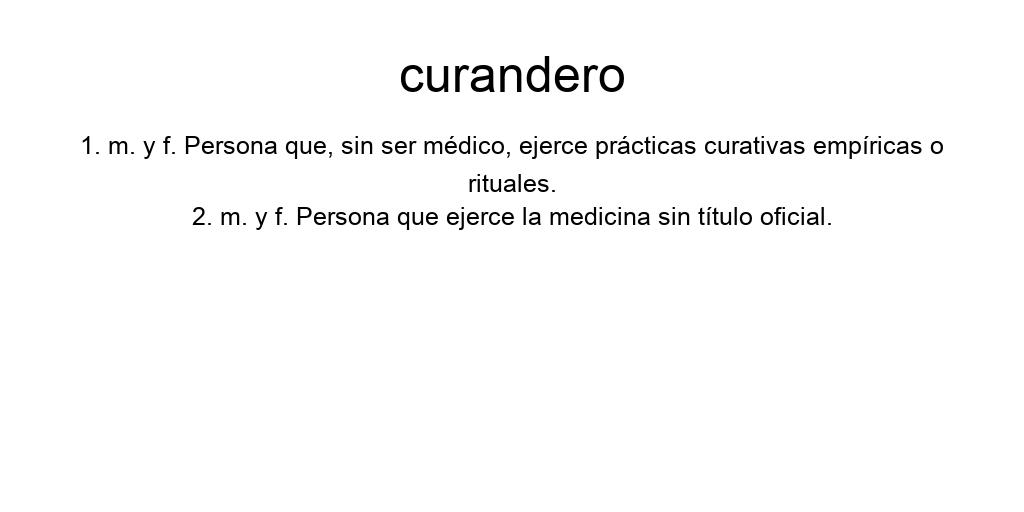 curandero
1. m. y f. Persona que, sin ser médico, ejerce prácticas curativas empíricas o
rituales.
2. m. y f. Persona que ejerce la medicina sin título oficial.